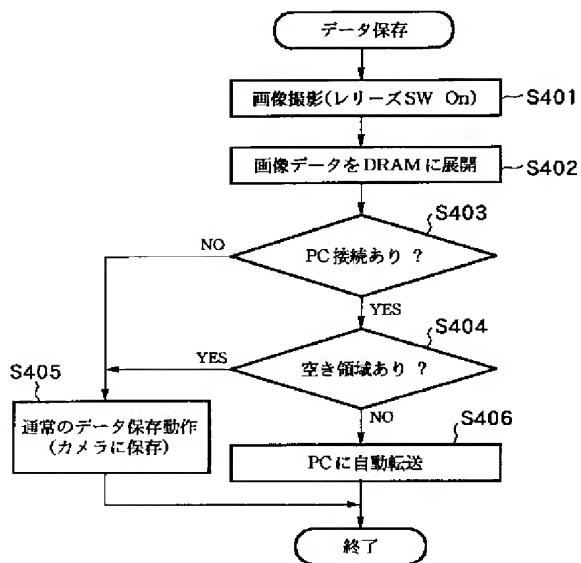 データ保存
画像撮影(レリーズSW On)
S401
画像データをDRAMに展開
S402
S403
NO
PC接続あり ?
YES
S404
YES
空き領域あり ?
S405
NO
通常のデータ保存動作
(カメラに保存)
S406
PCに自動転送
終了